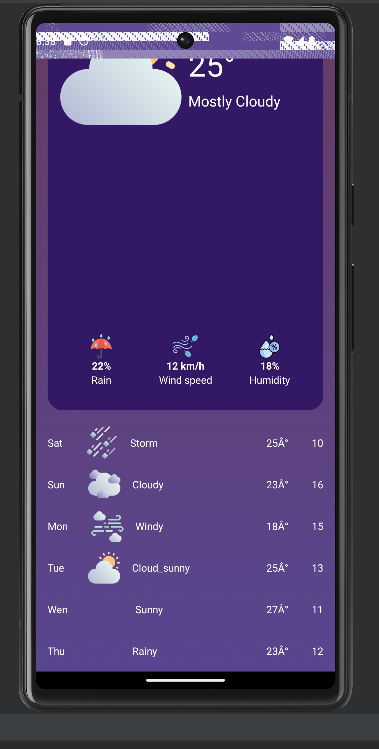 25°
Mostly Cloudy
22% 12 km/h 18%
Rain Wind speed Humidity
Sat Storm 25Â° 10
Sun Cloudy 23Â° 16
Mon Windy 18Â° 15
Tue Cloud_sunny 25Â° 13
Wen Sunny 27Â° 11
Thu Rainy 23Â° 12